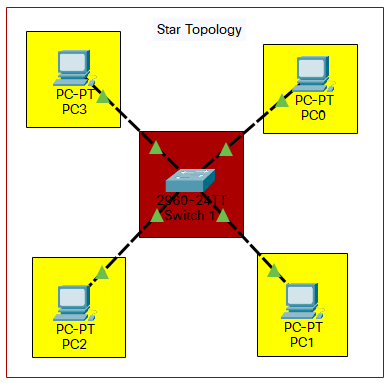 Star Topology
PC-PT
PC3
PC-PT
PC0
2960-24TT
Switch 1
PC-PT
PC2
PC-PT
PC1